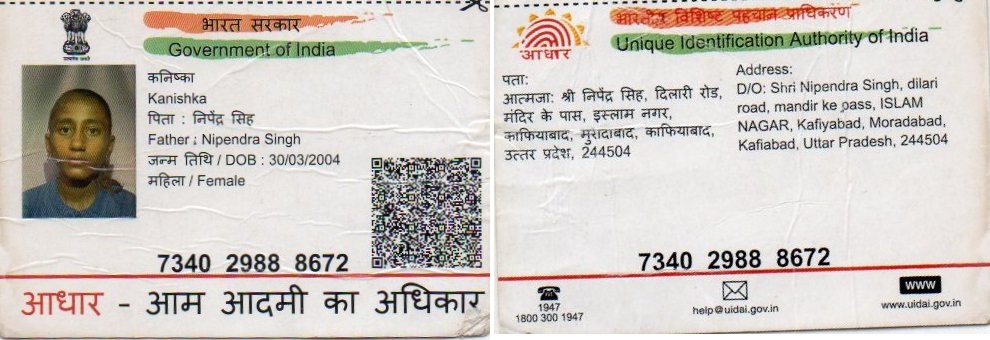 भारत सरकार
Government of India
कनिष्का
Kanishka
पिता : निपेंद्र सिह
Father : Nipendra Singh
जन्म तिथि / DOB : 30/03/2004
महिला / Female
7340 2988 8672
आधार - आम आदमी का अधिकार
भारतीय विशिष्ट पहचान प्राधिकरण
Unique Identification Authority of India
आधार
पता:
आत्मजा: श्री निपेंद्र सिह, दिलारी रोड,
मंदिर के पास, इस्लाम नगर,
काफियाबाद, मुरादाबाद, काफियाबाद,
उत्तर प्रदेश, 244504
Address:
D/O: Shri Nipendra Singh, dilari
road, mandir ke pass, ISLAM
NAGAR, Kafiyabad, Moradabad,
Kafiabad, Uttar Pradesh, 244504
7340 2988 8672
1947
1800 300 1947
help@uidai.gov.in
WWW
www.uidai.gov.in